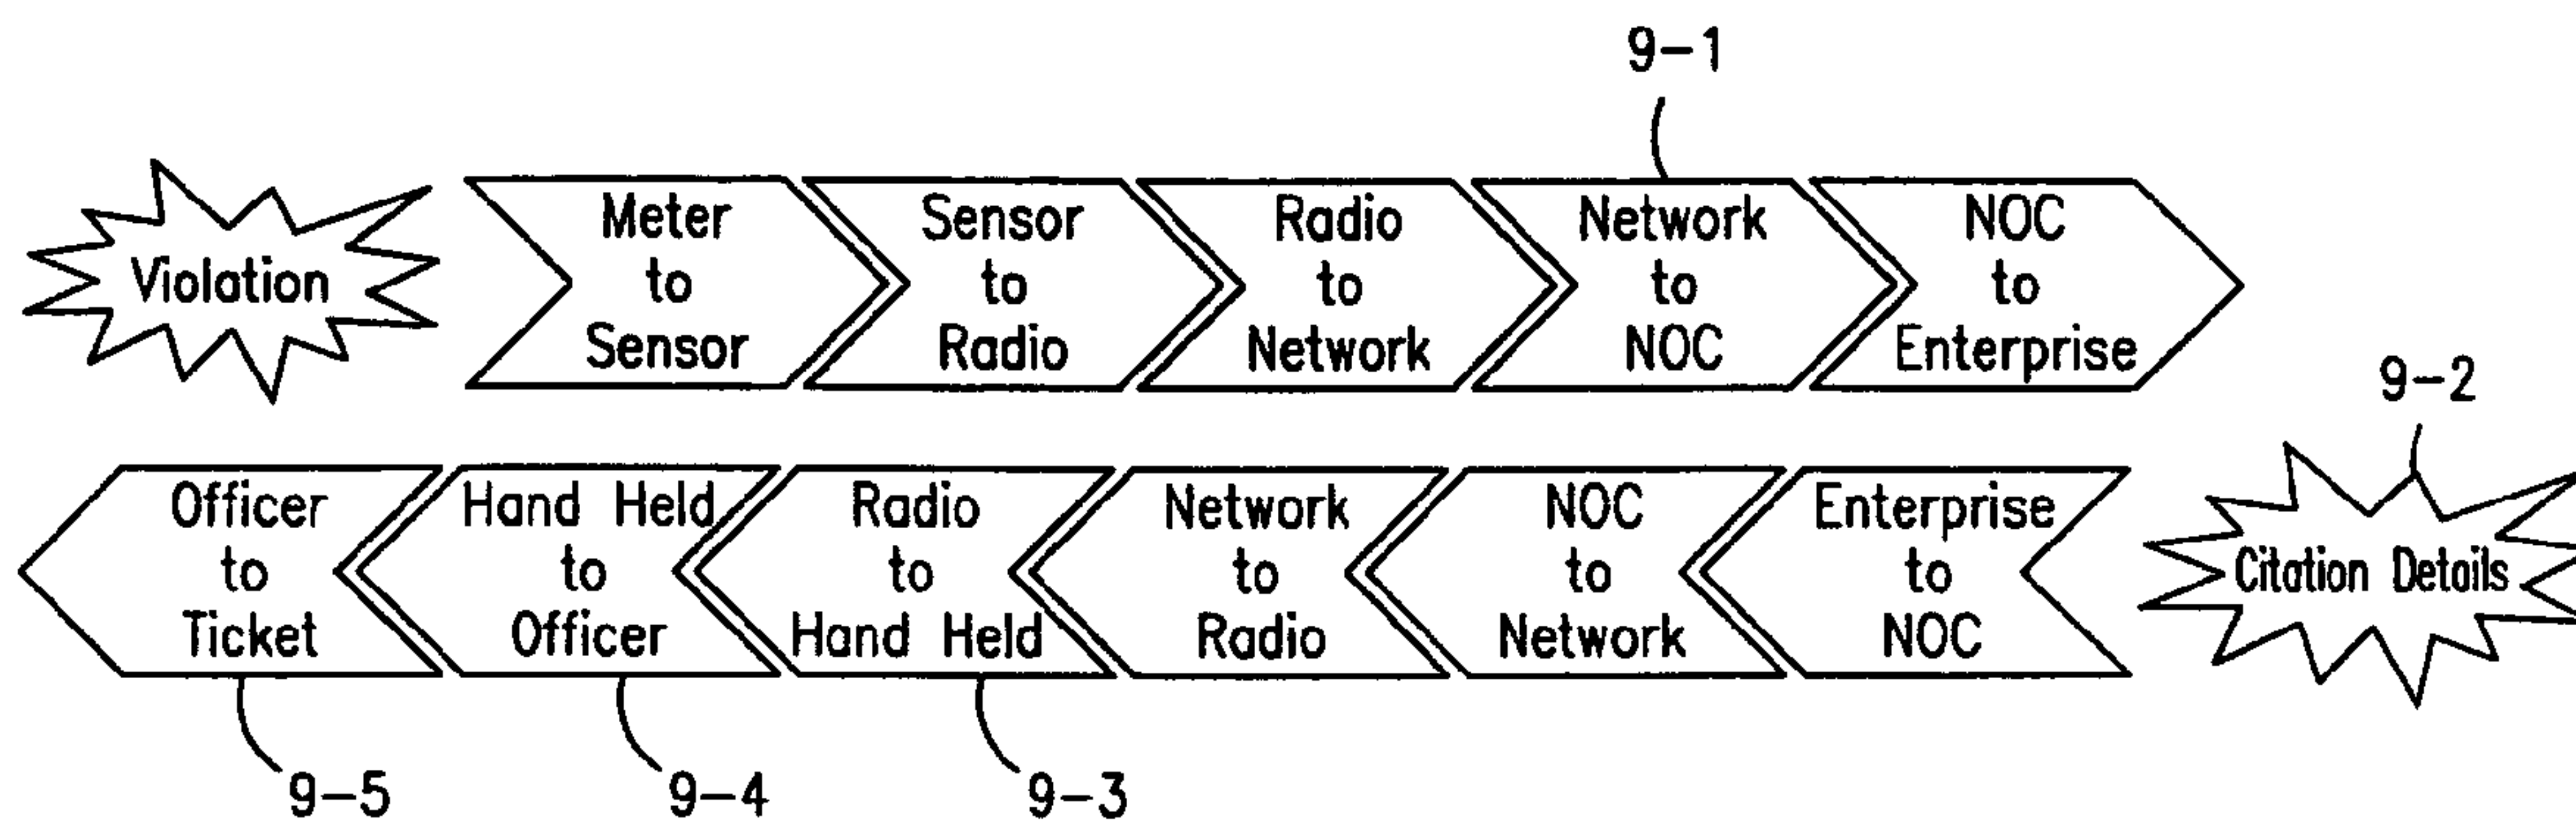 9-1
Violation
Meter
to
Sensor
Sensor
to
Radio
Radio
to
Network
Network
to
NOC
NOC
to
Enterprise
9-2
Officer
to
Ticket
Hand Held
to
Officer
Radio
to
Hand Held
Network
to
Radio
NOC
to
Network
Enterprise
to
NOC
Citation Details
9-5
9-4
9-3